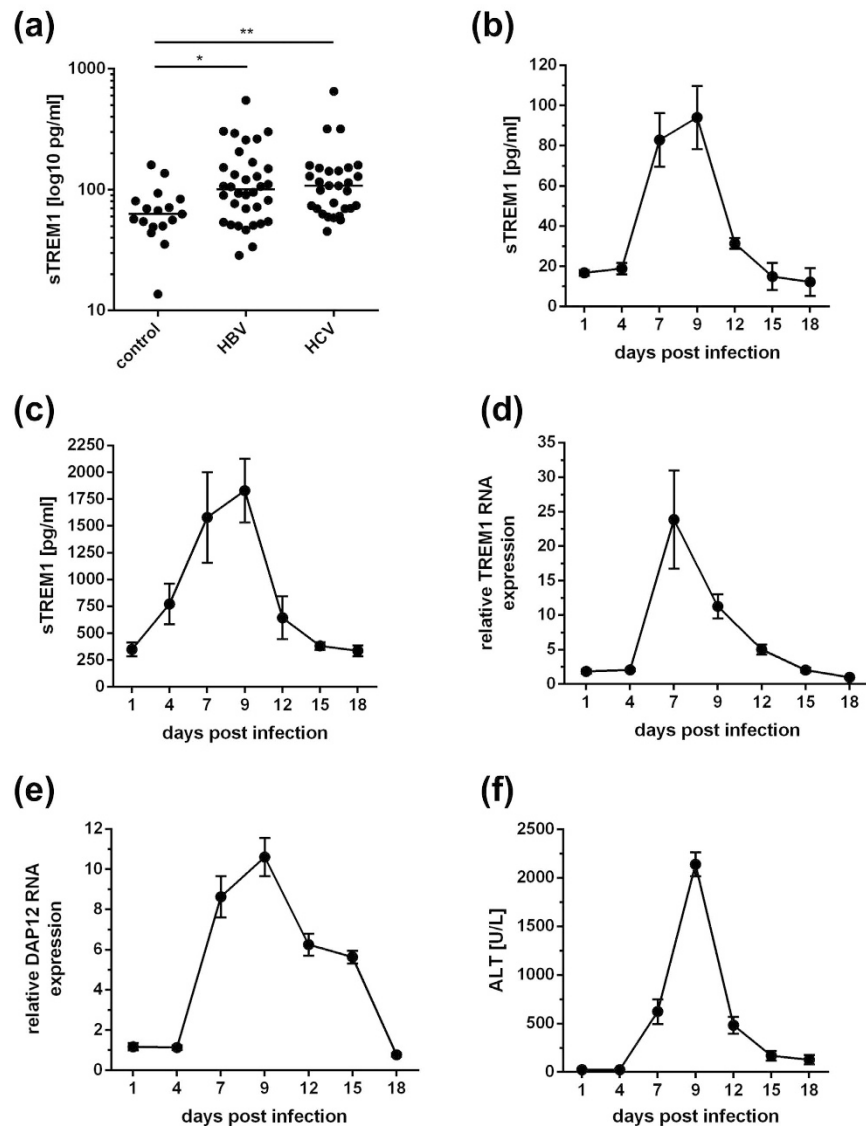 (a)
**
*
sTREM1 [log10 pg/ml]
1000
100
10
control
HBV
HCV
(b)
sTREM1 [pg/ml]
120
100
80
60
40
20
0
1 4 7 9 12 15 18
days post infection
(c)
sTREM1 [pg/ml]
2250
2000
1750
1500
1250
1000
750
500
250
0
1 4 7 9 12 15 18
days post infection
(d)
relative TREM1 RNA
expression
35
30
25
20
15
10
5
0
1 4 7 9 12 15 18
days post infection
(e)
relative DAP12 RNA
expression
12
10
8
6
4
2
0
1 4 7 9 12 15 18
days post infection
(f)
ALT [U/L]
2500
2000
1500
1000
500
0
1 4 7 9 12 15 18
days post infection